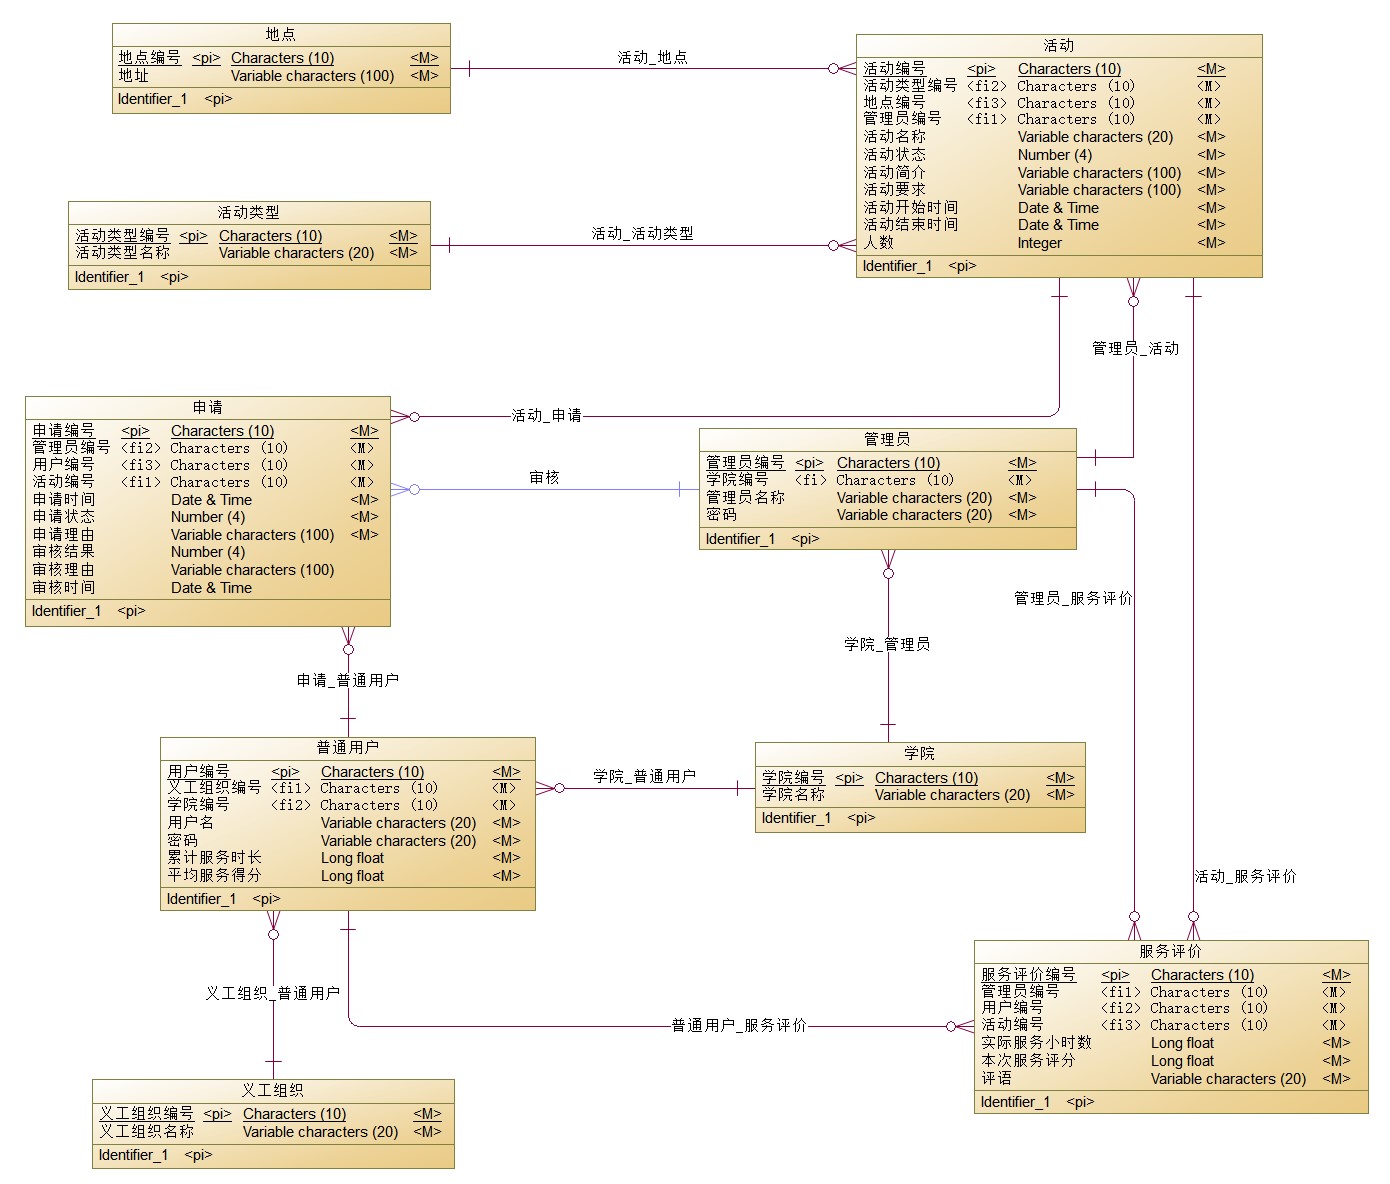 地点
地点编号 <pi> Characters (10) <M>
地址 Variable characters (100) <M>
Identifier_1 <pi>
活动_地点
活动
活动编号 <pi> Characters (10) <M>
活动类型编号 <fi2> Characters (10) <M>
地点编号 <fi3> Characters (10) <M>
管理员编号 <fi1> Characters (10) <M>
活动名称 Variable characters (20) <M>
活动状态 Number (4) <M>
活动简介 Variable characters (100) <M>
活动要求 Variable characters (100) <M>
活动开始时间 Date & Time <M>
活动结束时间 Date & Time <M>
人数 Integer <M>
Identifier_1 <pi>
活动类型
活动类型编号 <pi> Characters (10) <M>
活动类型名称 Variable characters (20) <M>
Identifier_1 <pi>
活动_活动类型
管理员_活动
申请
申请编号 <pi> Characters (10) <M>
管理员编号 <fi2> Characters (10) <M>
用户编号 <fi3> Characters (10) <M>
活动编号 <fi1> Characters (10) <M>
申请时间 Date & Time <M>
申请状态 Number (4) <M>
申请理由 Variable characters (100) <M>
审核结果 Number (4)
审核理由 Variable characters (100)
审核时间 Date & Time
Identifier_1 <pi>
活动_申请
审核
管理员
管理员编号 <pi> Characters (10) <M>
学院编号 <fi> Characters (10) <M>
管理员名称 Variable characters (20) <M>
密码 Variable characters (20) <M>
Identifier_1 <pi>
管理员_服务评价
学院_管理员
申请_普通用户
普通用户
用户编号 <pi> Characters (10) <M>
义工组织编号 <fi1> Characters (10) <M>
学院编号 <fi2> Characters (10) <M>
用户名 Variable characters (20) <M>
密码 Variable characters (20) <M>
累计服务时长 Long float <M>
平均服务得分 Long float <M>
Identifier_1 <pi>
学院_普通用户
学院
学院编号 <pi> Characters (10) <M>
学院名称 Variable characters (20) <M>
Identifier_1 <pi>
活动_服务评价
服务评价
服务评价编号 <pi> Characters (10) <M>
管理员编号 <fi1> Characters (10) <M>
用户编号 <fi2> Characters (10) <M>
活动编号 <fi3> Characters (10) <M>
实际服务小时数 Long float <M>
本次服务评分 Long float <M>
评语 Variable characters (20) <M>
Identifier_1 <pi>
义工组织_普通用户
普通用户_服务评价
义工组织
义工组织编号 <pi> Characters (10) <M>
义工组织名称 Variable characters (20) <M>
Identifier_1 <pi>